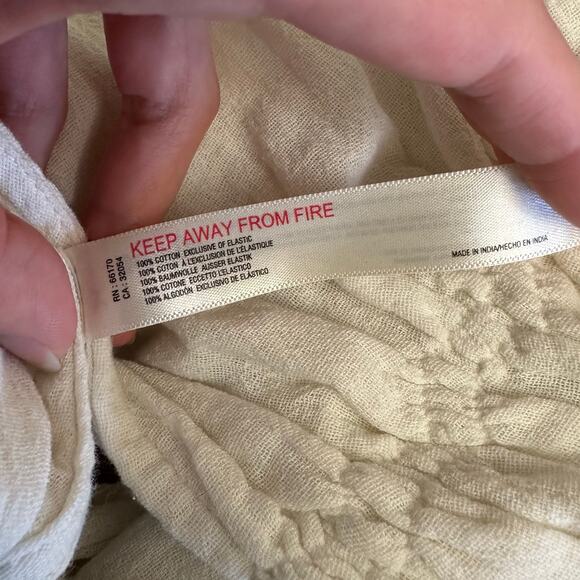 RN : 66170
CA : 32054
KEEP AWAY FROM FIRE
100% COTTON EXCLUSIVE OF ELASTIC
100% COTON À L'EXCLUSION DE L'ÉLASTIQUE
100% BAUMWOLLE AUSSER ELASTIK
100% COTONE ECCETTO L'ELASTICO
100% ALGODÓN EXCLUSIVO DE ELÁSTICO
MADE IN INDIA/HECHO EN INDIA